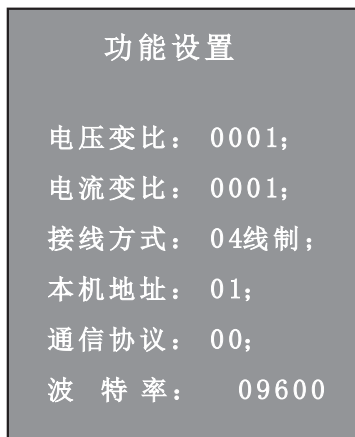 功能设置
电压变比： 0001;
电流变比： 0001;
接线方式： 04线制;
本机地址： 01;
通信协议： 00;
波 特 率： 09600